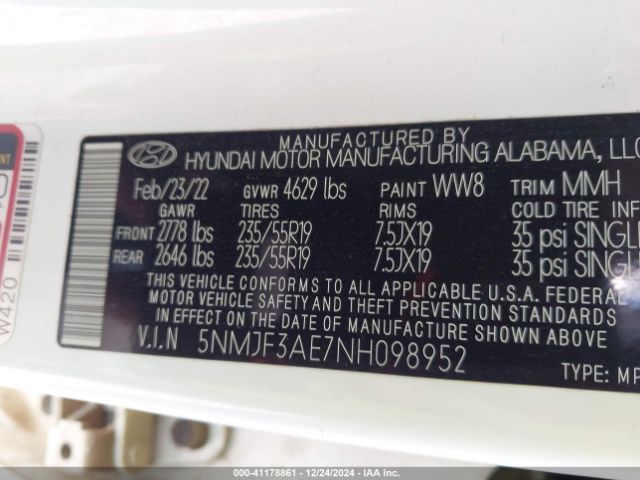 MANUFACTURED BY
HYUNDAI MOTOR MANUFACTURING ALABAMA, LLC
Feb/23/22 GVWR 4629 lbs PAINT WW8 TRIM MMH
GAWR TIRES RIMS COLD TIRE INF
FRONT 2778 lbs 235/55R19 7.5JX19 35 psi SINGLE
REAR 2646 lbs 235/55R19 7.5JX19 35 psi SINGLE
THIS VEHICLE CONFORMS TO ALL APPLICABLE U.S.A. FEDERAL
MOTOR VEHICLE SAFETY AND THEFT PREVENTION STANDARDS
IN EFFECT ON THE DATE OF MANUFACTURE SHOWN ABOVE.
V.I.N 5NMJF3AE7NH098952
TYPE: MP
W420
000-41178861 | 12/24/2024 | IAA Inc.